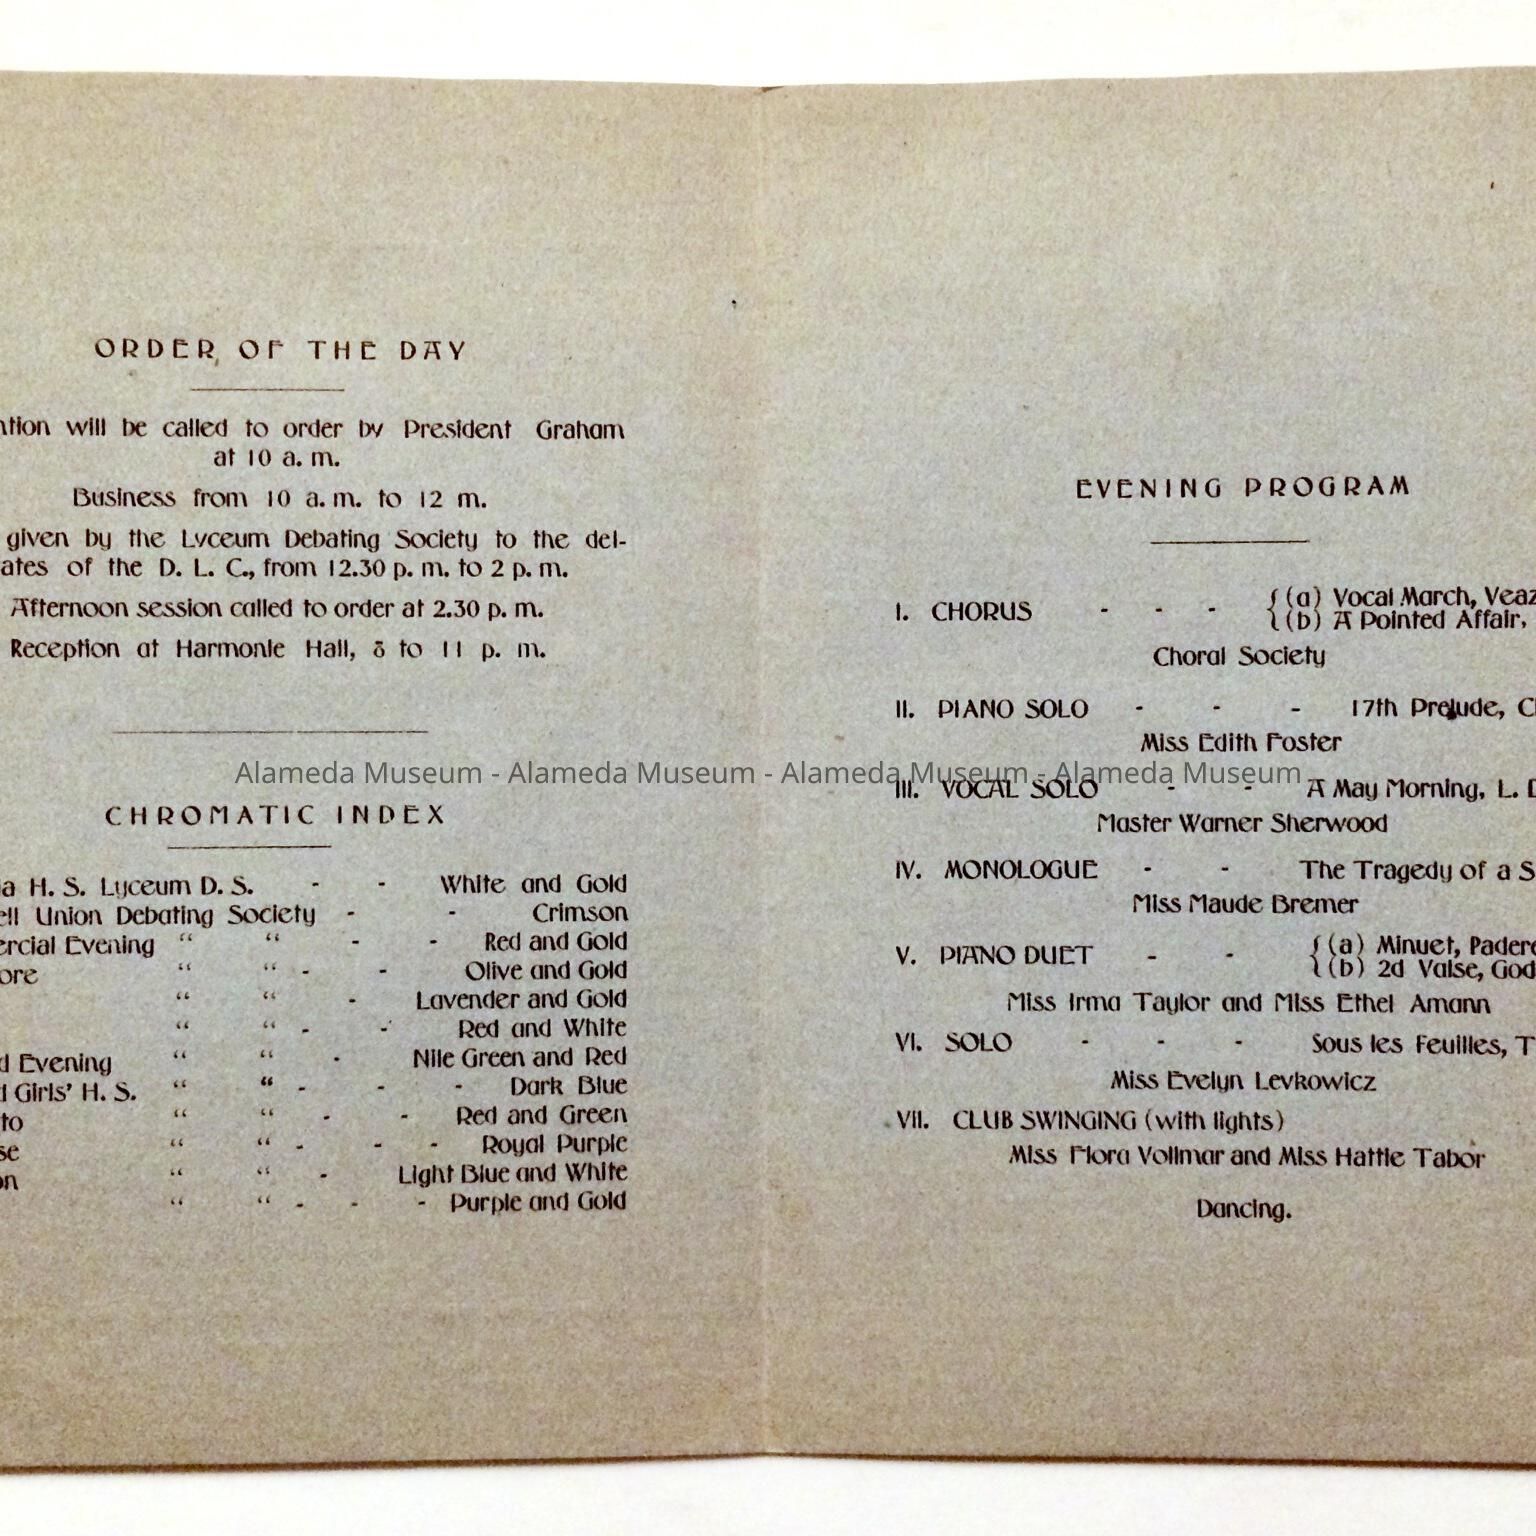 ORDER OF THE DAY
ntion will be called to order by President Graham
at 10 a. m.
Business from 10 a. m. to 12 m.
given by the Lyceum Debating Society to the del-
ates of the D. L. C., from 12.30 p. m. to 2 p. m.
Afternoon session called to order at 2.30 p. m.
Reception at Harmonie Hall, 8 to 11 p. m.
CHROMATIC INDEX
a H. S. Lyceum D. S. - - White and Gold
ell Union Debating Society - - Crimson
ercial Evening “ “ - - Red and Gold
ore “ “ - - Olive and Gold
“ “ - Lavender and Gold
“ “ - - Red and White
d Evening “ “ - Nile Green and Red
d Girls' H. S. “ “ - - - Dark Blue
to “ “ - - Red and Green
se “ “ - - - Royal Purple
on “ “ - Light Blue and White
“ “ - - - Purple and Gold
EVENING PROGRAM
I. CHORUS - - - {(a) Vocal March, Veaz
{(b) A Pointed Affair,
Choral Society
II. PIANO SOLO - - - 17th Prelude, C
Miss Edith Foster
III. VOCAL SOLO - - A May Morning, L. D
Master Warner Sherwood
IV. MONOLOGUE - - The Tragedy of a S
Miss Maude Bremer
V. PIANO DUET - - {(a) Minuet, Padere
{(b) 2d Valse, God
Miss Irma Taylor and Miss Ethel Amann
VI. SOLO - - - Sous les Feuilles, T
Miss Evelyn Levkowicz
VII. CLUB SWINGING (with lights)
Miss Flora Vollmar and Miss Hattie Tabor
Dancing.
Alameda Museum - Alameda Museum - Alameda Museum - Alameda Museum